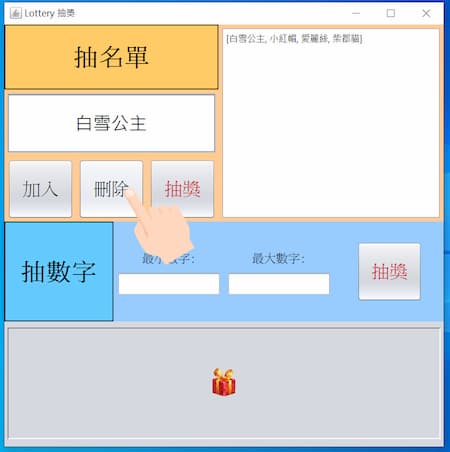 Lottery 抽獎
抽名單
[白雪公主, 小紅帽, 愛麗絲, 柴郡貓]
白雪公主
加入
刪除
抽獎
抽數字
最小數字:
最大數字:
抽獎